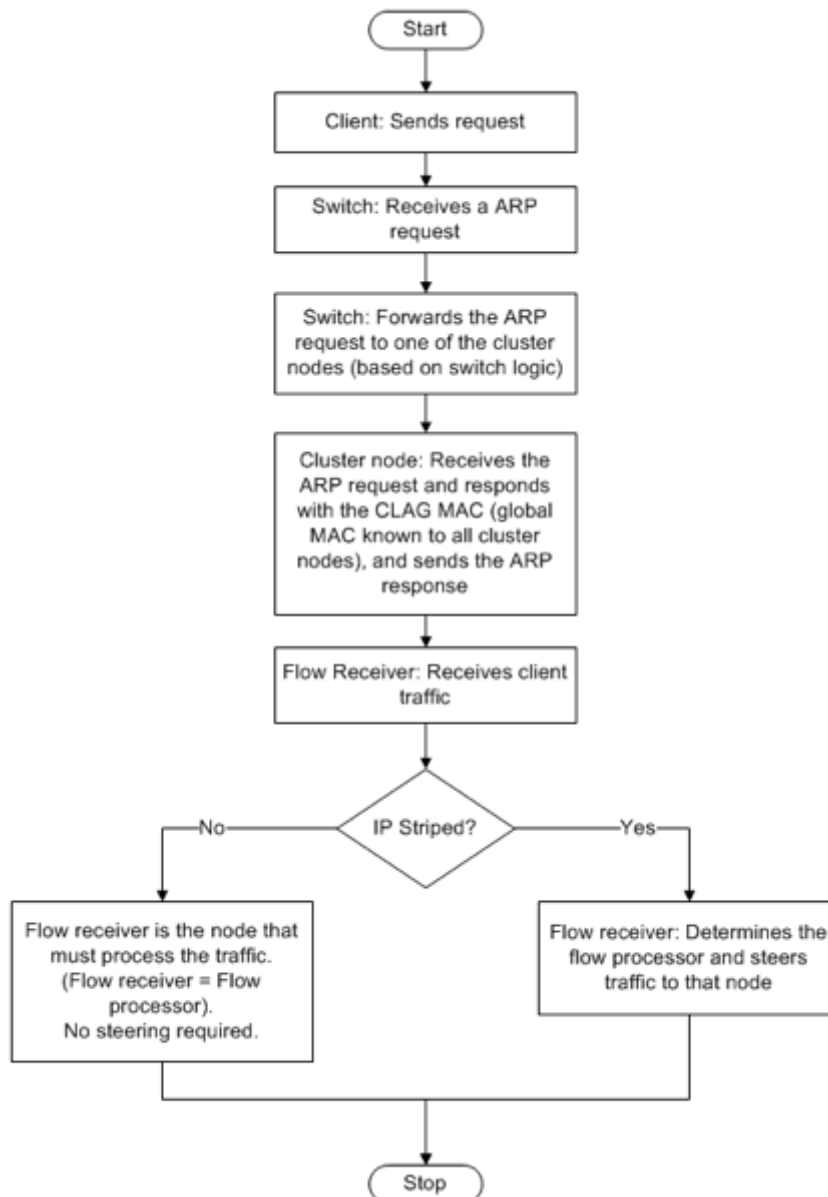 Start
Client: Sends request
Switch: Receives a ARP
request
Switch: Forwards the ARP
request to one of the cluster
nodes (based on switch logic)
Cluster node: Receives the
ARP request and responds
with the CLAG MAC (global
MAC known to all cluster
nodes), and sends the ARP
response
Flow Receiver: Receives client
traffic
IP Striped?
No
Yes
Flow receiver is the node that
must process the traffic.
(Flow receiver = Flow
processor).
No steering required.
Flow receiver: Determines the
flow processor and steers
traffic to that node
Stop